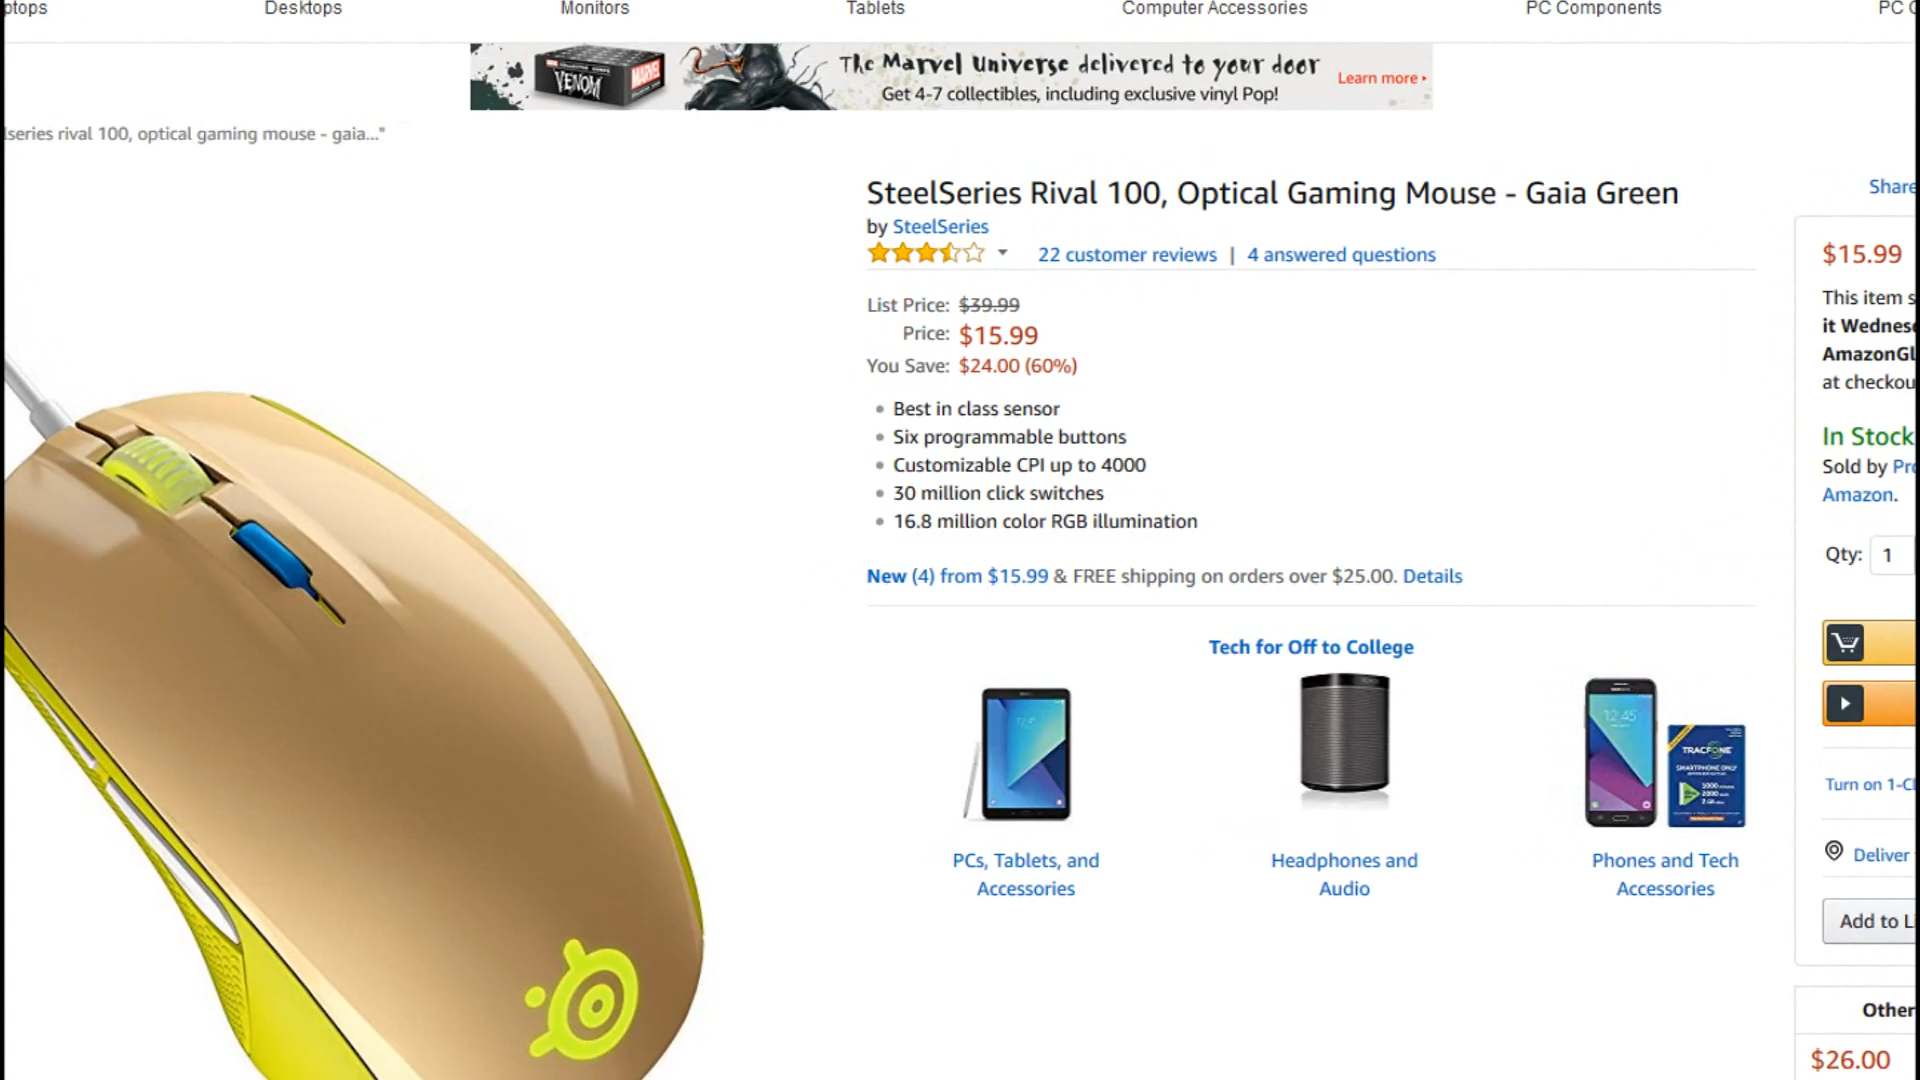 Desktops
Monitors
Tablets
Computer Accessories
PC Components
PC
VENOM
MARVEL
The Marvel Universe delivered to your door
Get 4-7 collectibles, including exclusive vinyl Pop!
Learn more
series rival 100, optical gaming mouse - gaia..."
SteelSeries Rival 100, Optical Gaming Mouse - Gaia Green
by SteelSeries
22 customer reviews | 4 answered questions
List Price: $39.99
Price: $15.99
You Save: $24.00 (60%)
Best in class sensor
Six programmable buttons
Customizable CPI up to 4000
30 million click switches
16.8 million color RGB illumination
New (4) from $15.99 & FREE shipping on orders over $25.00. Details
Tech for Off to College
12:45
TRACFONE
SMARTPHONE ONLY
PCs, Tablets, and
Accessories
Headphones and
Audio
Phones and Tech
Accessories
Share
$15.99
This item s
it Wednes
AmazonGl
at checkou
In Stock
Sold by Pro
Amazon.
Qty: 1
Turn on 1-Cl
Deliver
Add to Li
Other
$26.00